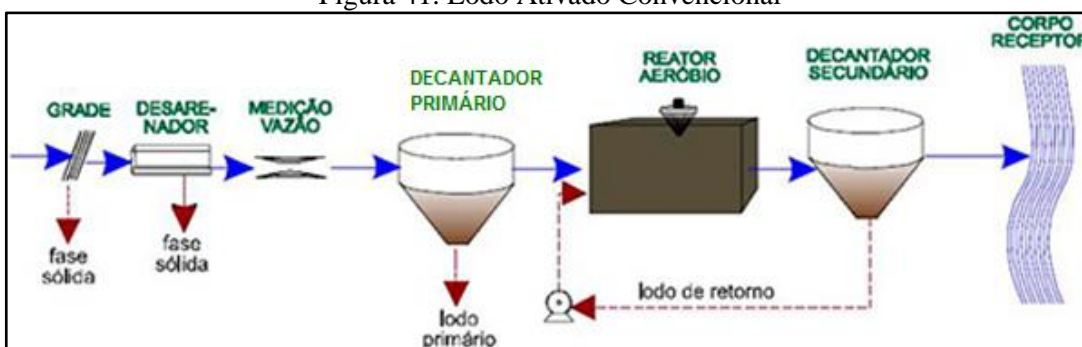 Figura 41: Lodo Ativado Convencional
GRADE
DESARE-
NADOR
MEDIÇÃO
VAZÃO
DECANTADOR
PRIMÁRIO
REATOR
AERÓBIO
DECANTADOR
SECUNDÁRIO
CORPO
RECEPTOR
fase
sólida
fase
sólida
lodo
primário
lodo de retorno